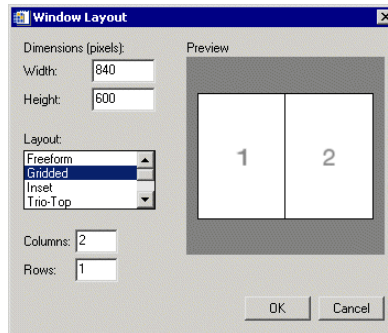 Window Layout
Dimensions (pixels):
Width: 840
Height: 600
Layout:
Freeform
Gridded
Inset
Trio-Top
Columns: 2
Rows: 1
Preview
1 2
OK Cancel